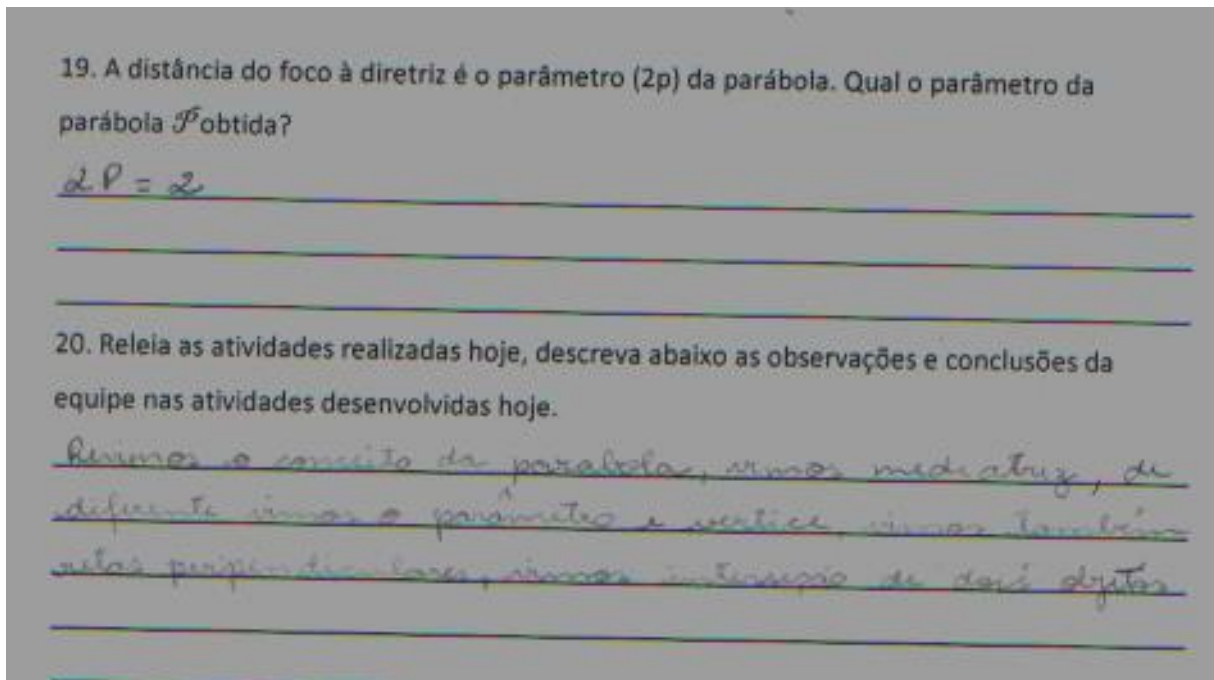 19. A distância do foco à diretriz é o parâmetro (2p) da parábola. Qual o parâmetro da
parábola 𝒫 obtida?
2P = 2
20. Releia as atividades realizadas hoje, descreva abaixo as observações e conclusões da
equipe nas atividades desenvolvidas hoje.
Revimos o conceito da parabola, vimos mediatriz, de
diferente vimos o parâmetro e vertice, vimos também
retas perpendiculares, vimos intersesão de dois objetos